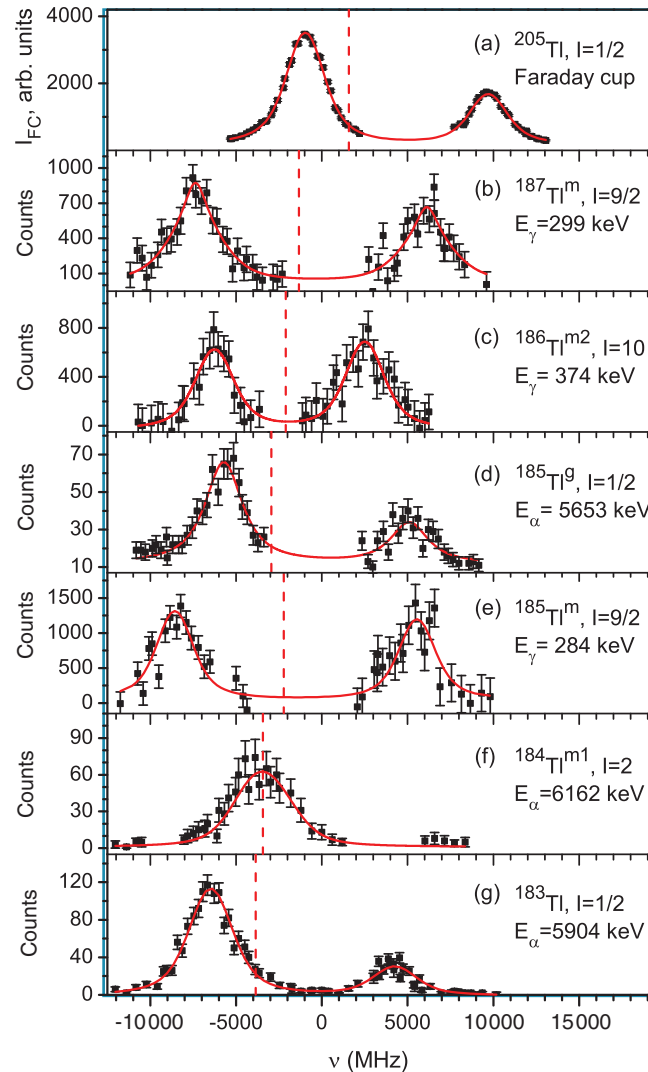 I_FC, arb. units
4000
2000
(a) ²⁰⁵Tl, I=1/2
Faraday cup
Counts
1000
700
400
100
(b) ¹⁸⁷Tlᵐ, I=9/2
E_γ=299 keV
Counts
800
400
0
(c) ¹⁸⁶Tlᵐ², I=10
E_γ = 374 keV
Counts
70
50
30
10
(d) ¹⁸⁵Tlᵍ, I=1/2
E_α = 5653 keV
Counts
1500
1000
500
0
(e) ¹⁸⁵Tlᵐ, I=9/2
E_γ = 284 keV
Counts
90
60
30
0
(f) ¹⁸⁴Tlᵐ¹, I=2
E_α=6162 keV
Counts
120
80
40
0
(g) ¹⁸³Tl, I=1/2
E_α=5904 keV
-10000 -5000 0 5000 10000 15000
ν (MHz)